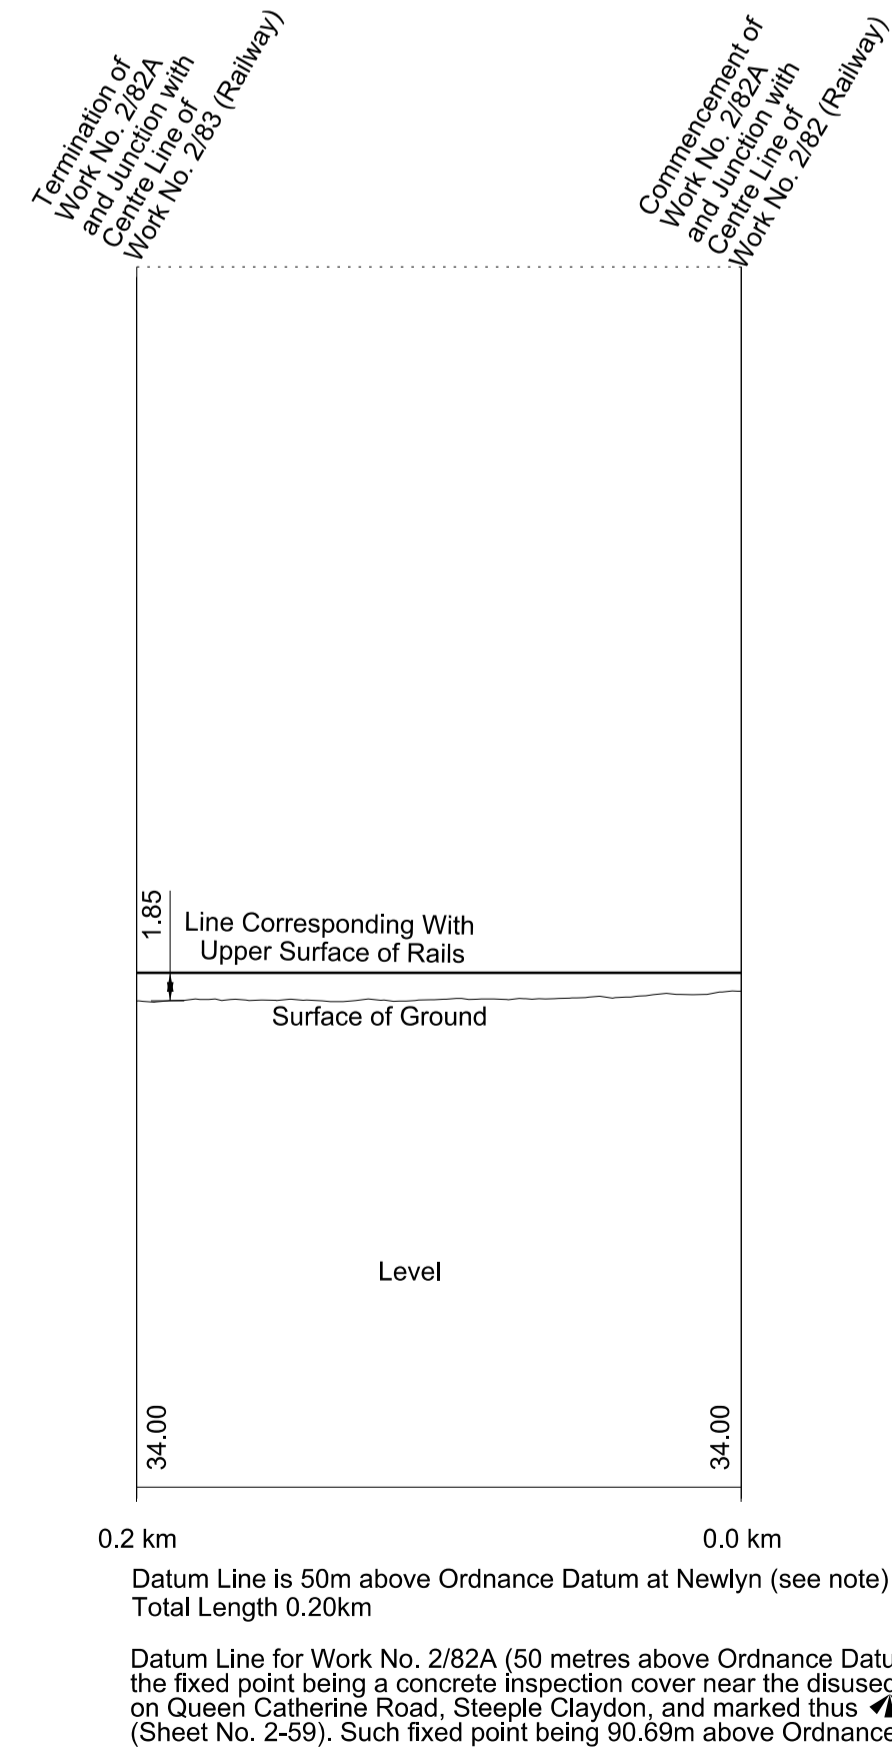 Termination of
Work No. 2/82A
and Junction with
Centre Line of
Work No. 2/83 (Railway)
Commencement of
Work No. 2/82A
and Junction with
Centre Line of
Work No. 2/82 (Railway)
1.85
Line Corresponding With
Upper Surface of Rails
Surface of Ground
Level
34.00
34.00
0.2 km
0.0 km
Datum Line is 50m above Ordnance Datum at Newlyn (see note)
Total Length 0.20km
Datum Line for Work No. 2/82A (50 metres above Ordnance Datu
the fixed point being a concrete inspection cover near the disused
on Queen Catherine Road, Steeple Claydon, and marked thus
(Sheet No. 2-59). Such fixed point being 90.69m above Ordnance